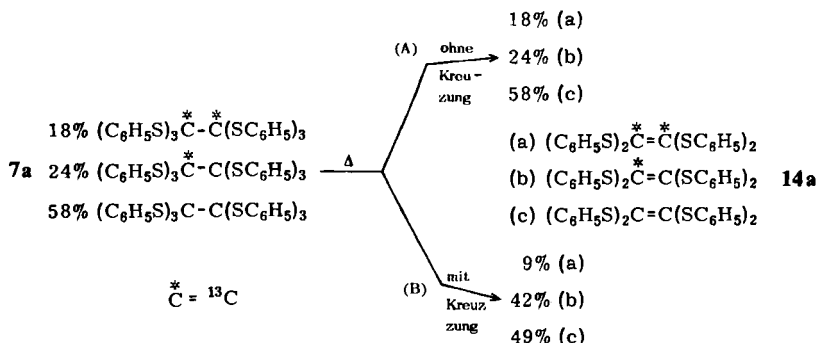 (A) ohne Kreu-zung
18% (a)
24% (b)
58% (c)
7a
18% (C₆H₅S)₃C̽-C̽(SC₆H₅)₃
24% (C₆H₅S)₃C̽-C(SC₆H₅)₃
58% (C₆H₅S)₃C-C(SC₆H₅)₃
Δ
(a) (C₆H₅S)₂C̽=C̽(SC₆H₅)₂
(b) (C₆H₅S)₂C̽=C(SC₆H₅)₂
(c) (C₆H₅S)₂C=C(SC₆H₅)₂
14a
C̽ = ¹³C
(B) mit Kreuz zung
9% (a)
42% (b)
49% (c)